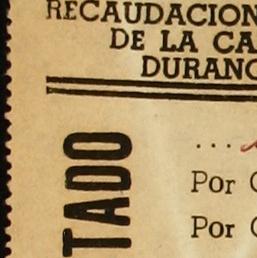 RECAUDACION
DE LA CA
DURANG
TADO
...
Por
Por